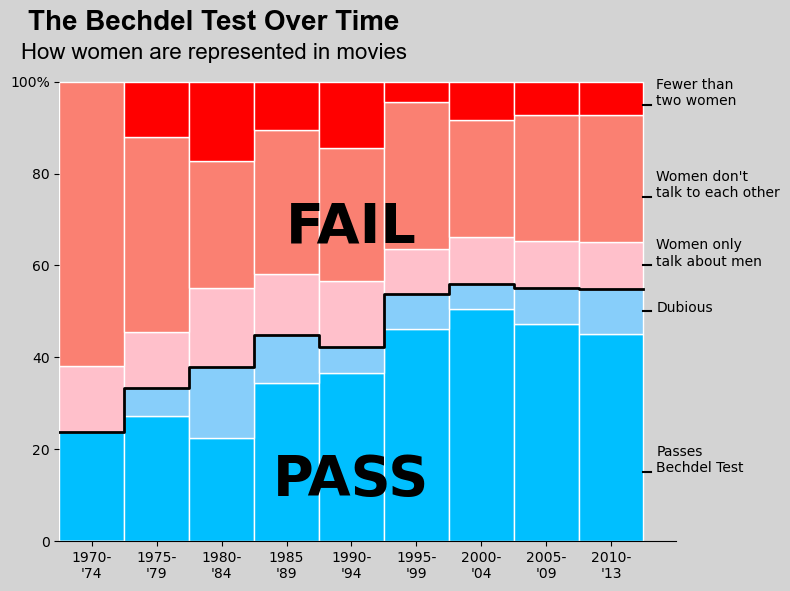 The Bechdel Test Over Time
How women are represented in movies
100%
80
60
40
20
0
FAIL
PASS
Fewer than
two women
Women don't
talk to each other
Women only
talk about men
Dubious
Passes
Bechdel Test
1970-
'74
1975-
'79
1980-
'84
1985
'89
1990-
'94
1995-
'99
2000-
'04
2005-
'09
2010-
'13